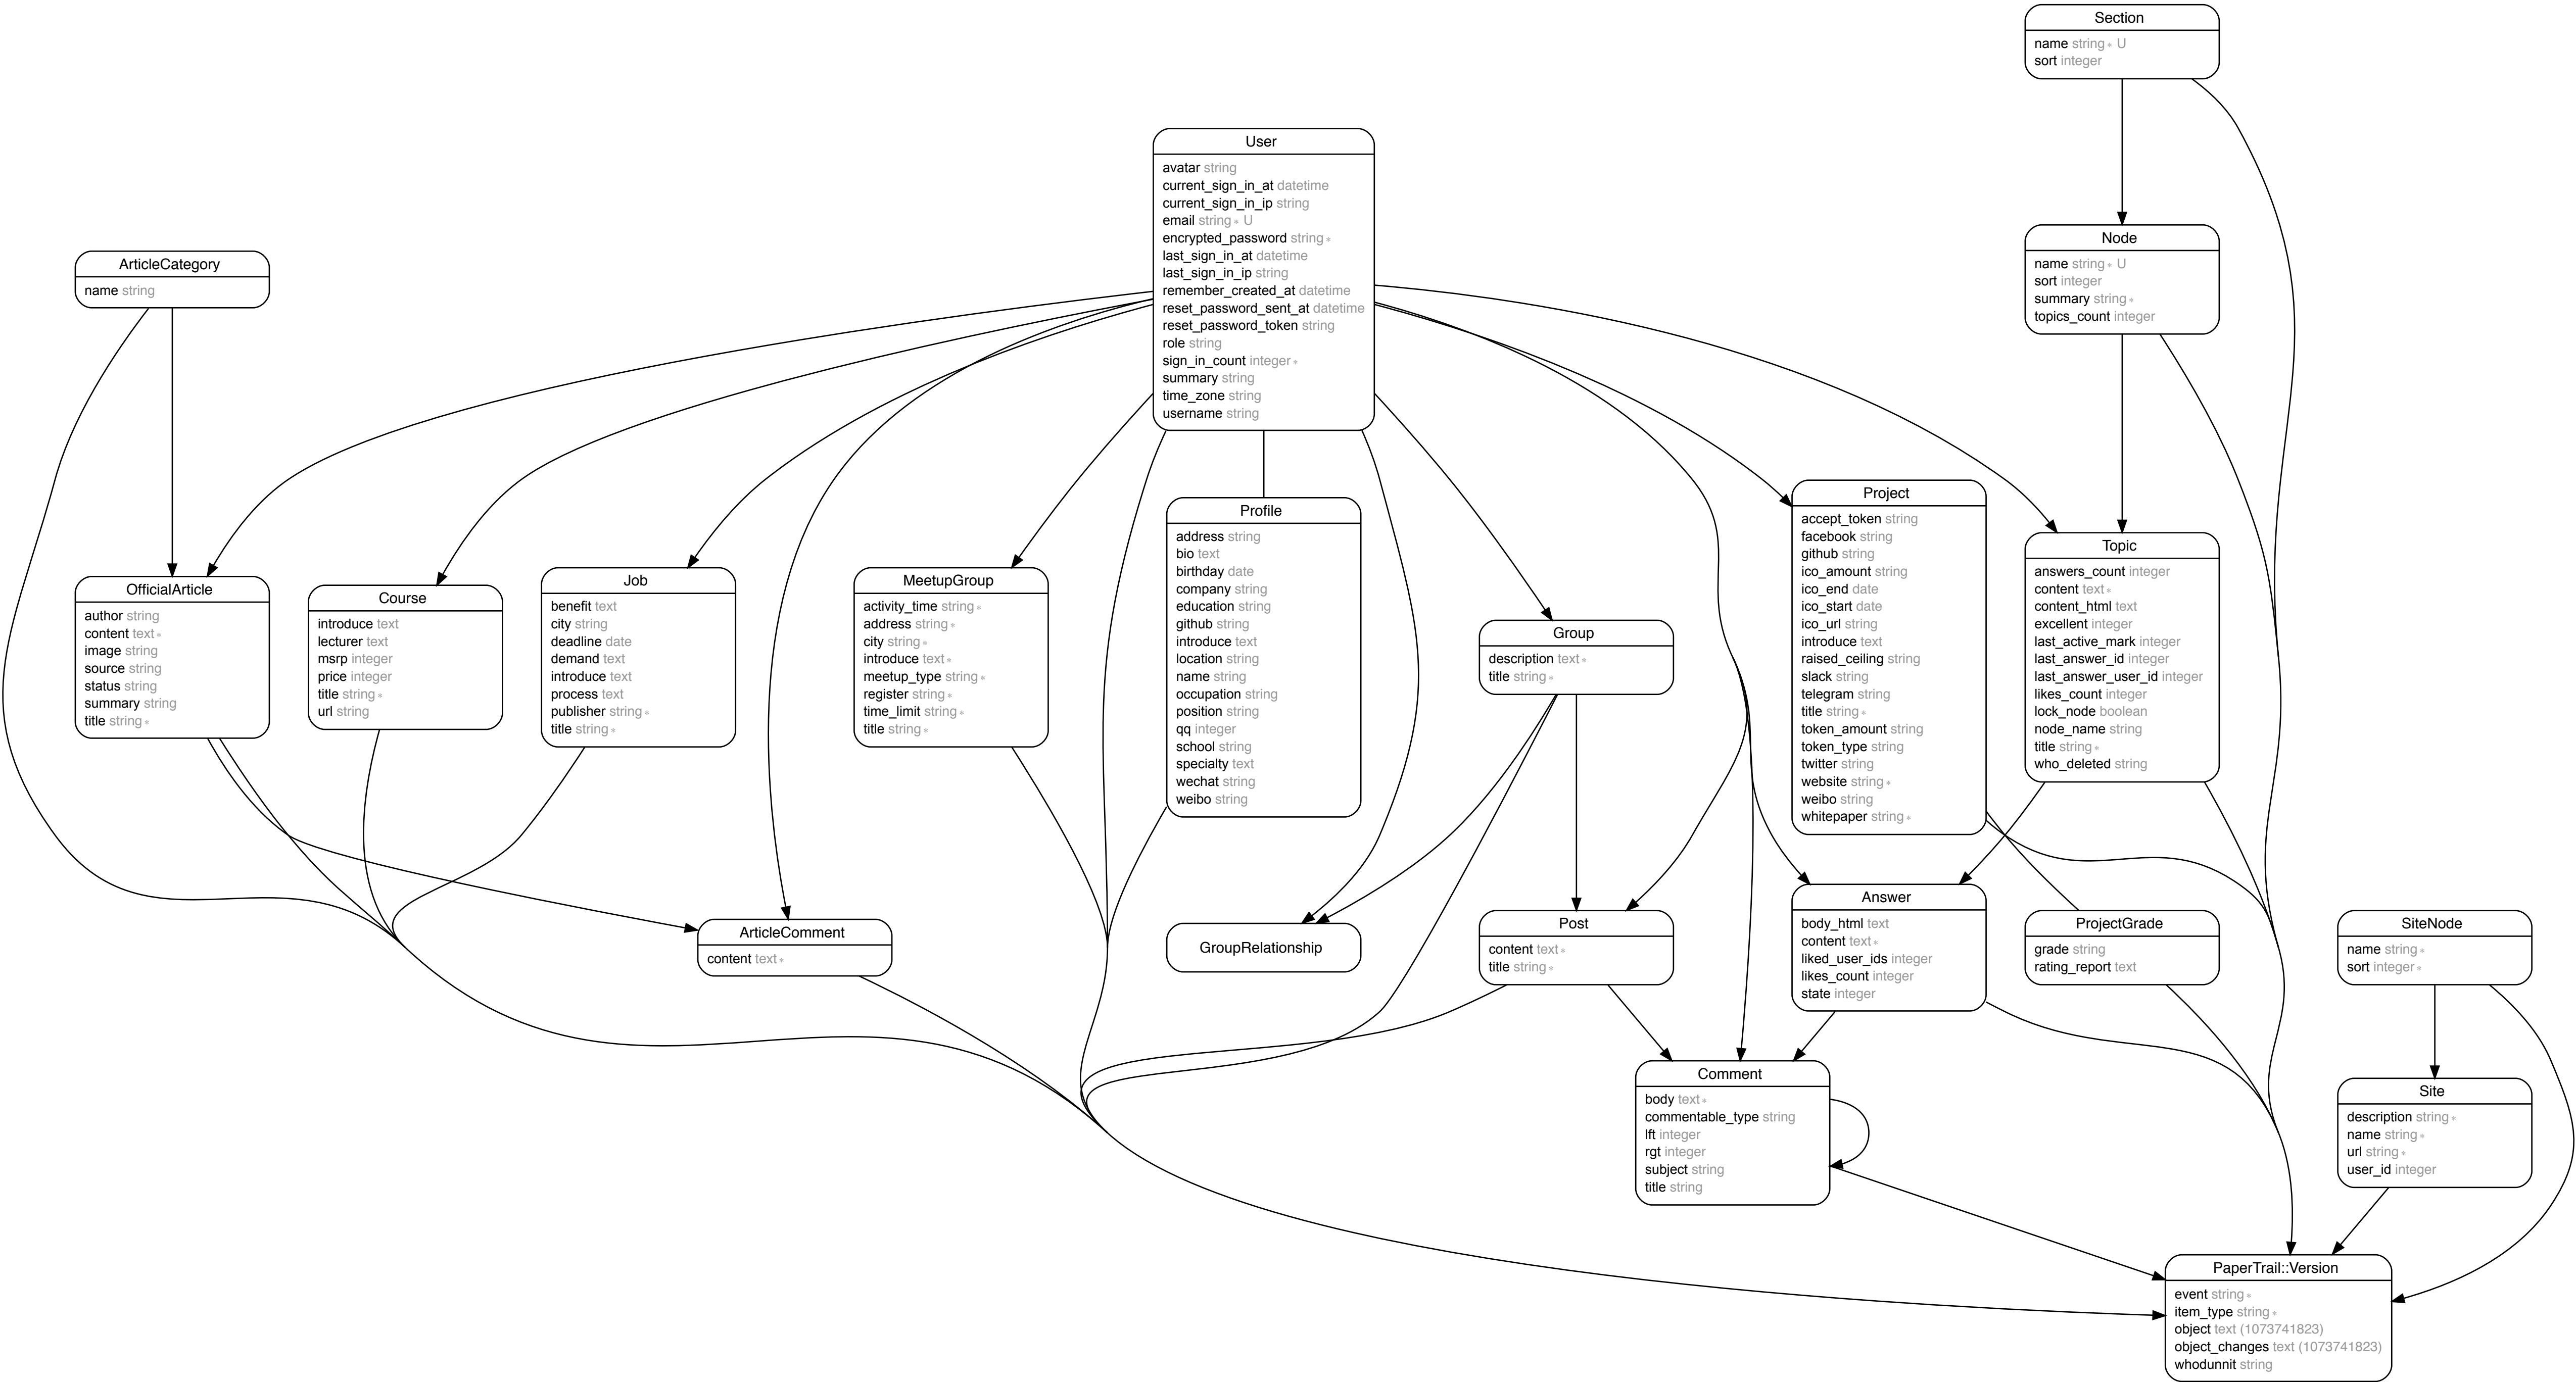 Section
name string∗ U
sort integer
User
avatar string
current_sign_in_at datetime
current_sign_in_ip string
email string∗ U
encrypted_password string∗
last_sign_in_at datetime
last_sign_in_ip string
remember_created_at datetime
reset_password_sent_at datetime
reset_password_token string
role string
sign_in_count integer∗
summary string
time_zone string
username string
Node
name string∗ U
sort integer
summary string∗
topics_count integer
ArticleCategory
name string
OfficialArticle
author string
content text∗
image string
source string
status string
summary string
title string∗
Course
introduce text
lecturer text
msrp integer
price integer
title string∗
url string
Job
benefit text
city string
deadline date
demand text
introduce text
process text
publisher string∗
title string∗
MeetupGroup
activity_time string∗
address string∗
city string∗
introduce text∗
meetup_type string∗
register string∗
time_limit string∗
title string∗
Profile
address string
bio text
birthday date
company string
education string
github string
introduce text
location string
name string
occupation string
position string
qq integer
school string
specialty text
wechat string
weibo string
Group
description text∗
title string∗
Project
accept_token string
facebook string
github string
ico_amount string
ico_end date
ico_start date
ico_url string
introduce text
raised_ceiling string
slack string
telegram string
title string∗
token_amount string
token_type string
twitter string
website string∗
weibo string
whitepaper string∗
Topic
answers_count integer
content text∗
content_html text
excellent integer
last_active_mark integer
last_answer_id integer
last_answer_user_id integer
likes_count integer
lock_node boolean
node_name string
title string∗
who_deleted string
ArticleComment
content text∗
GroupRelationship
Post
content text∗
title string∗
Answer
body_html text
content text∗
liked_user_ids integer
likes_count integer
state integer
ProjectGrade
grade string
rating_report text
SiteNode
name string∗
sort integer∗
Comment
body text∗
commentable_type string
lft integer
rgt integer
subject string
title string
Site
description string∗
name string∗
url string∗
user_id integer
PaperTrail::Version
event string∗
item_type string∗
object text (1073741823)
object_changes text (1073741823)
whodunnit string